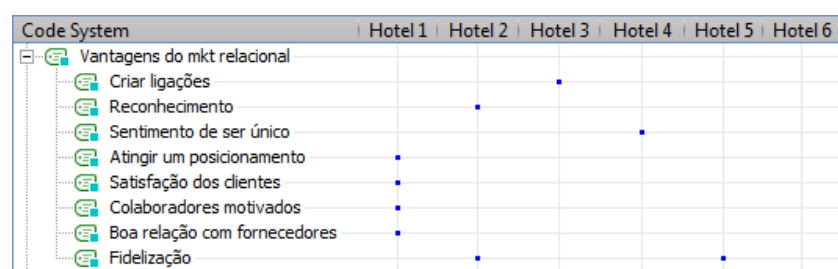 Code System Hotel 1 Hotel 2 Hotel 3 Hotel 4 Hotel 5 Hotel 6
Vantagens do mkt relacional
Criar ligações
Reconhecimento
Sentimento de ser único
Atingir um posicionamento
Satisfação dos clientes
Colaboradores motivados
Boa relação com fornecedores
Fidelização